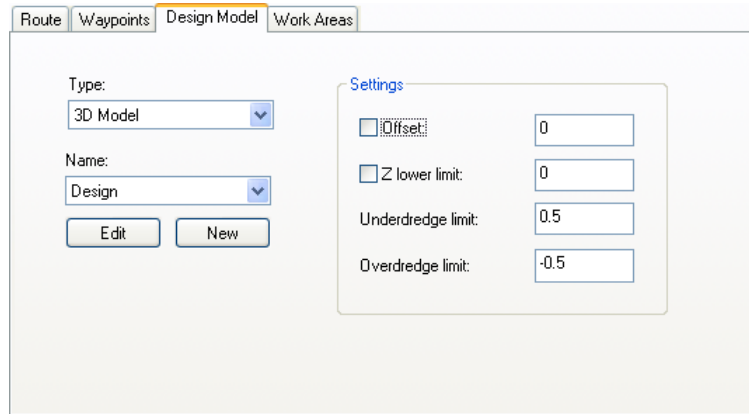 Route Waypoints Design Model Work Areas
Type:
3D Model
Name:
Design
Edit New
Settings
Offset: 0
Z lower limit: 0
Underdredge limit: 0.5
Overdredge limit: -0.5